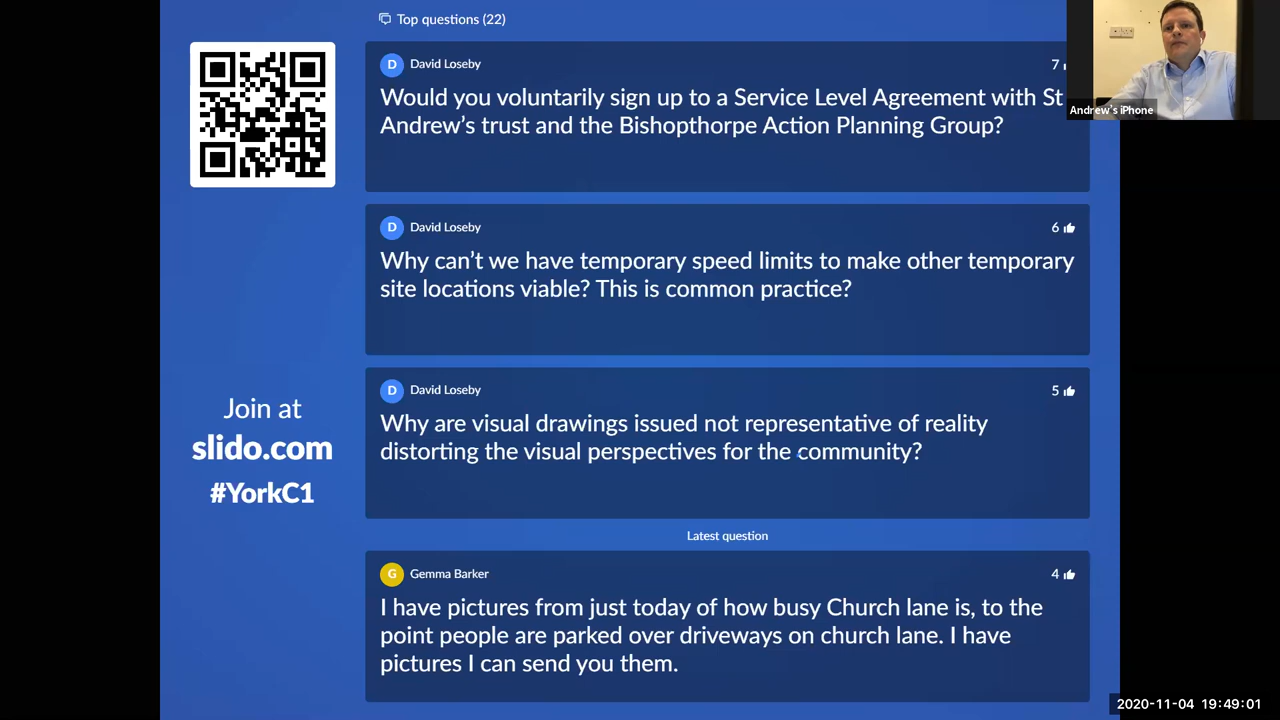 Top questions (22)
D David Loseby 7
Would you voluntarily sign up to a Service Level Agreement with St
Andrew's trust and the Bishopthorpe Action Planning Group?
Andrew's iPhone
D David Loseby 6
Why can't we have temporary speed limits to make other temporary
site locations viable? This is common practice?
D David Loseby 5
Why are visual drawings issued not representative of reality
distorting the visual perspectives for the community?
Join at
slido.com
#YorkC1
Latest question
G Gemma Barker 4
I have pictures from just today of how busy Church lane is, to the
point people are parked over driveways on church lane. I have
pictures I can send you them.
2020-11-04 19:49:01